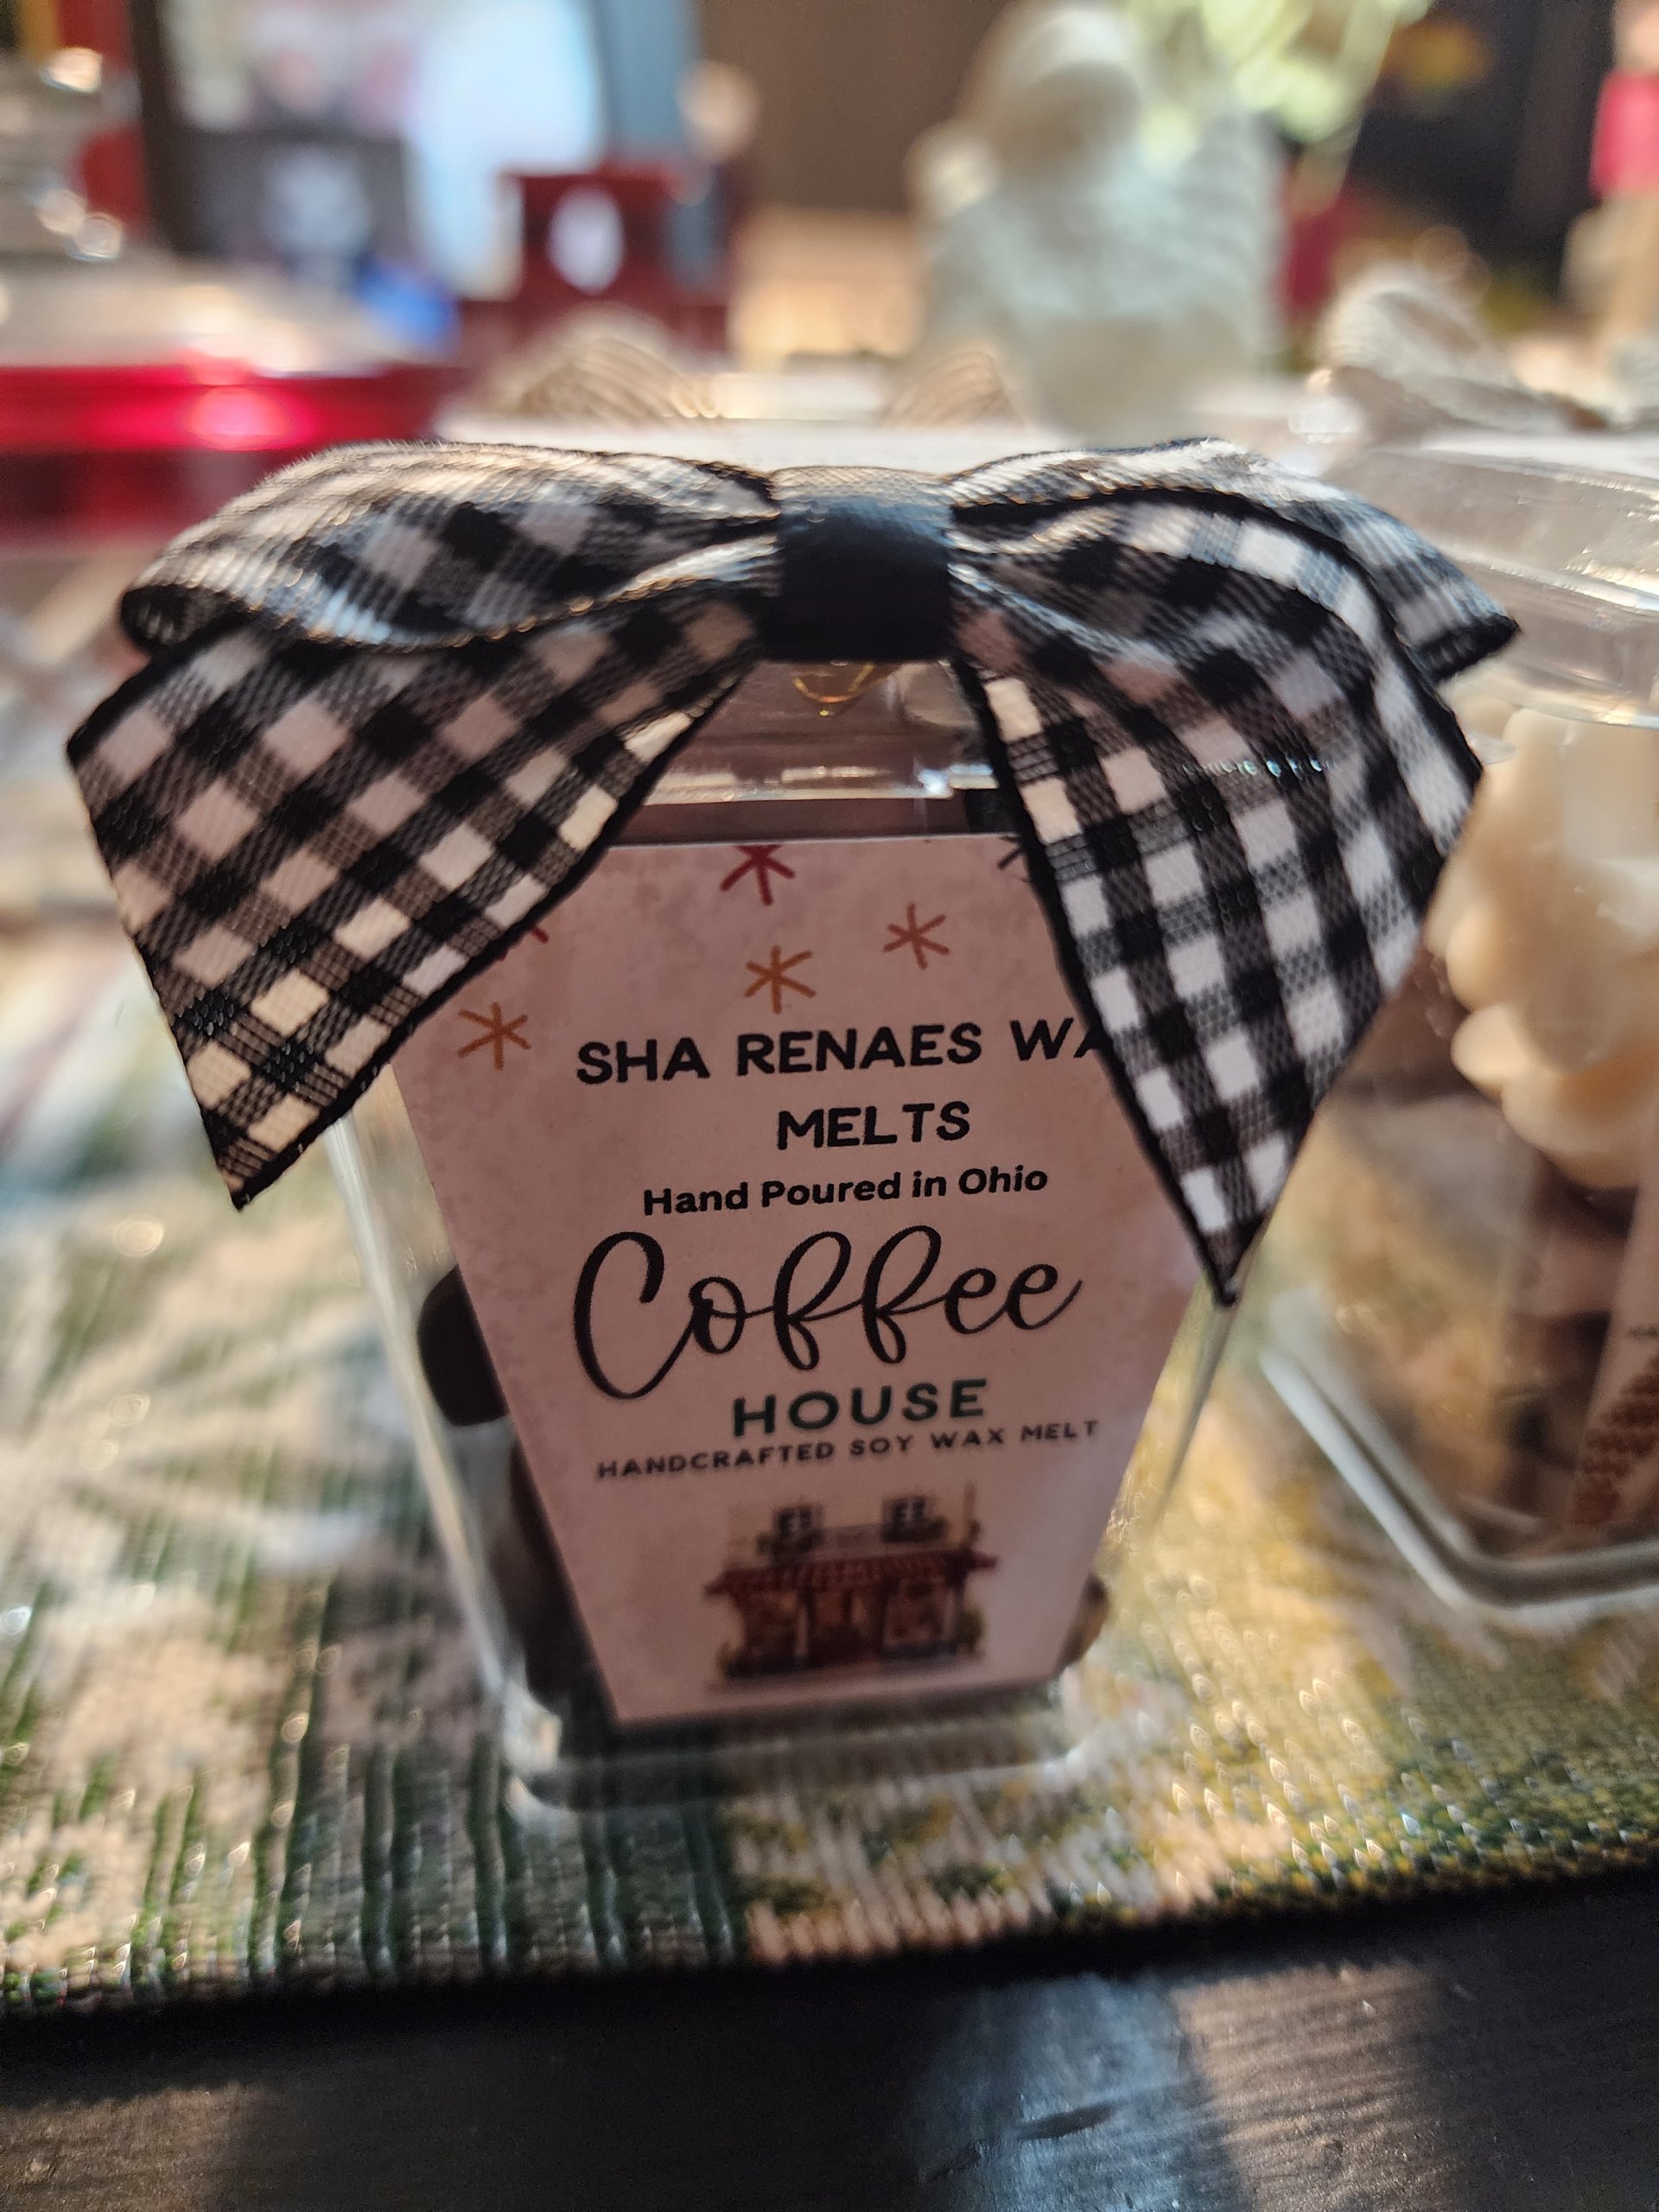 SHA RENAES WA
MELTS
Hand Poured in Ohio
Coffee
HOUSE
HANDCRAFTED SOY WAX MELT